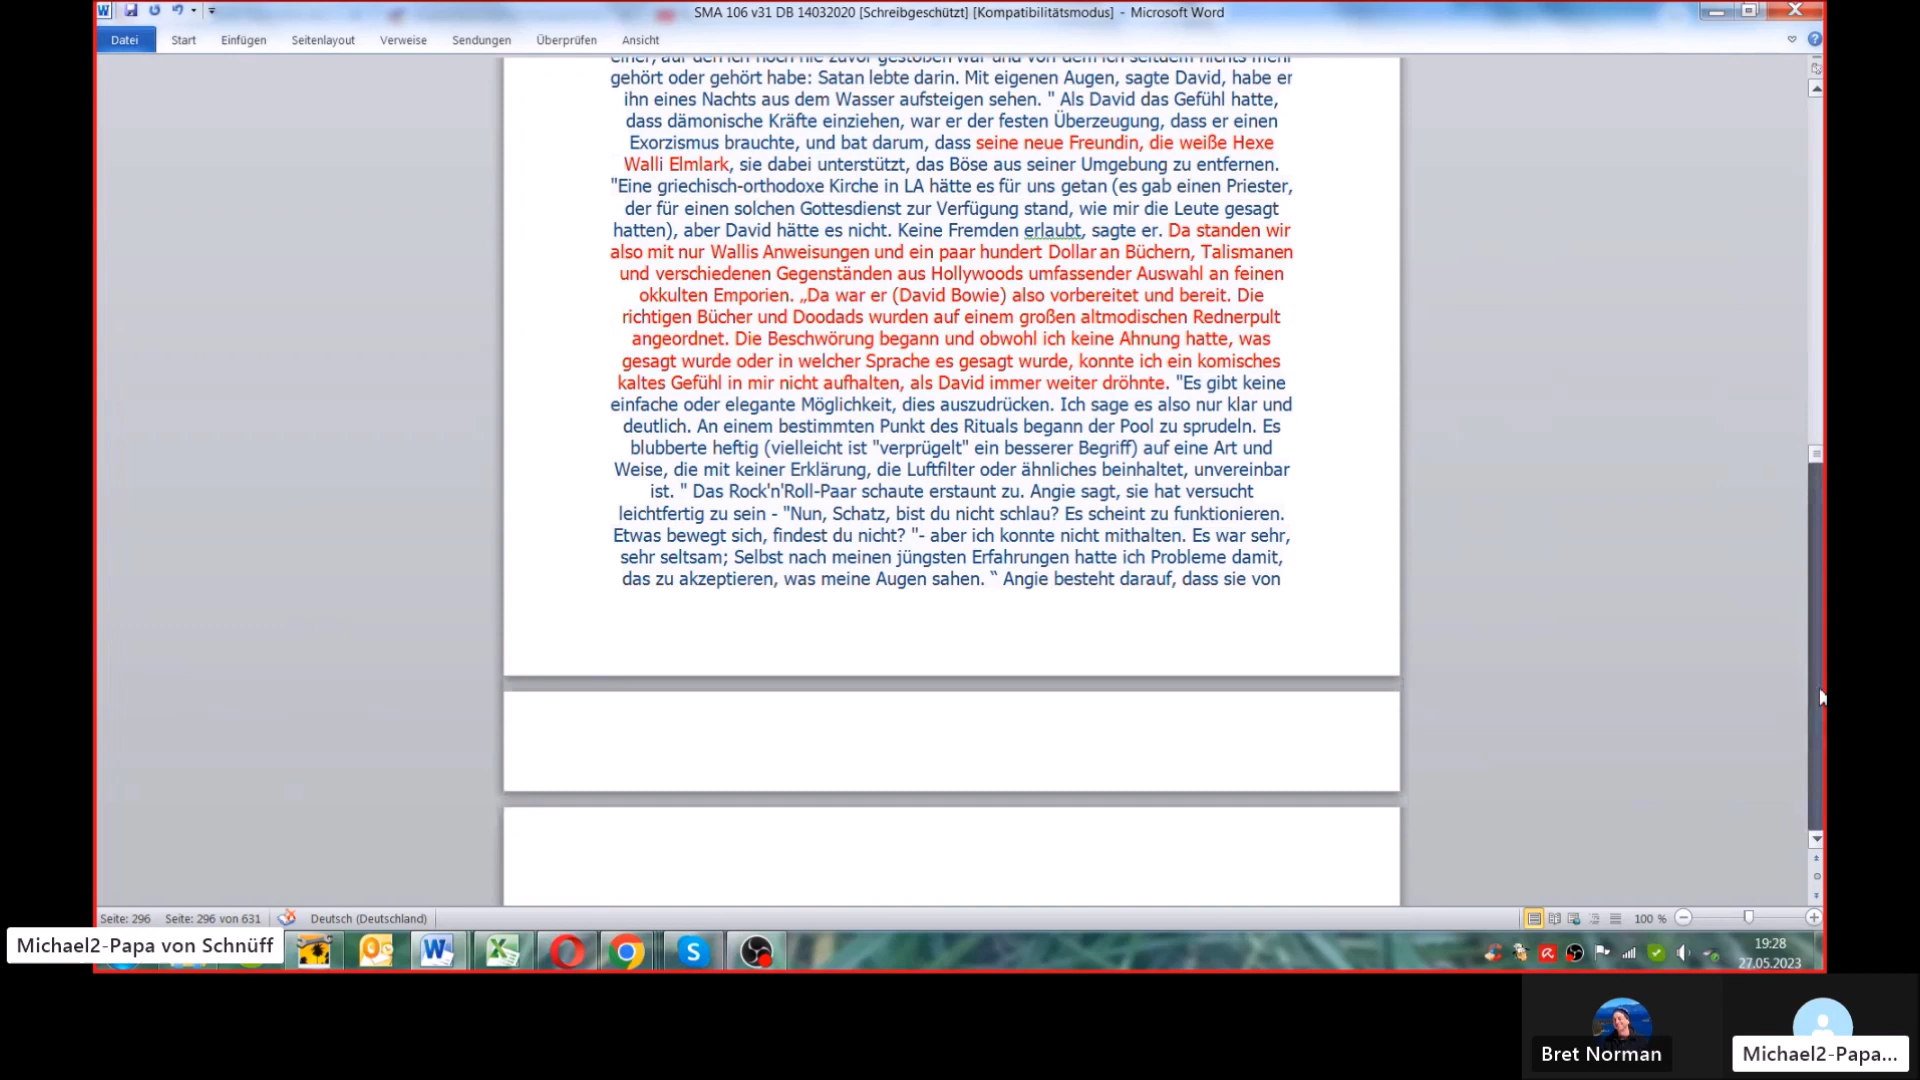 SMA 106 v31 DB 14032020 [Schreibgeschützt] [Kompatibilitätsmodus] - Microsoft Word
Datei Start Einfügen Seitenlayout Verweise Sendungen Überprüfen Ansicht
einer, auf den ich noch nie zuvor gestoßen war und von dem ich seitdem nichts mehr
gehört oder gehört habe: Satan lebte darin. Mit eigenen Augen, sagte David, habe er
ihn eines Nachts aus dem Wasser aufsteigen sehen. " Als David das Gefühl hatte,
dass dämonische Kräfte einziehen, war er der festen Überzeugung, dass er einen
Exorzismus brauchte, und bat darum, dass seine neue Freundin, die weiße Hexe
Walli Elmlark, sie dabei unterstützt, das Böse aus seiner Umgebung zu entfernen.
"Eine griechisch-orthodoxe Kirche in LA hätte es für uns getan (es gab einen Priester,
der für einen solchen Gottesdienst zur Verfügung stand, wie mir die Leute gesagt
hatten), aber David hätte es nicht. Keine Fremden erlaubt, sagte er. Da standen wir
also mit nur Wallis Anweisungen und ein paar hundert Dollar an Büchern, Talismanen
und verschiedenen Gegenständen aus Hollywoods umfassender Auswahl an feinen
okkulten Emporien. „Da war er (David Bowie) also vorbereitet und bereit. Die
richtigen Bücher und Doodads wurden auf einem großen altmodischen Rednerpult
angeordnet. Die Beschwörung begann und obwohl ich keine Ahnung hatte, was
gesagt wurde oder in welcher Sprache es gesagt wurde, konnte ich ein komisches
kaltes Gefühl in mir nicht aufhalten, als David immer weiter dröhnte. "Es gibt keine
einfache oder elegante Möglichkeit, dies auszudrücken. Ich sage es also nur klar und
deutlich. An einem bestimmten Punkt des Rituals begann der Pool zu sprudeln. Es
blubberte heftig (vielleicht ist "verprügelt" ein besserer Begriff) auf eine Art und
Weise, die mit keiner Erklärung, die Luftfilter oder ähnliches beinhaltet, unvereinbar
ist. " Das Rock'n'Roll-Paar schaute erstaunt zu. Angie sagt, sie hat versucht
leichtfertig zu sein - "Nun, Schatz, bist du nicht schlau? Es scheint zu funktionieren.
Etwas bewegt sich, findest du nicht? "- aber ich konnte nicht mithalten. Es war sehr,
sehr seltsam; Selbst nach meinen jüngsten Erfahrungen hatte ich Probleme damit,
das zu akzeptieren, was meine Augen sahen. “ Angie besteht darauf, dass sie von
Seite: 296 Seite: 296 von 631 Deutsch (Deutschland) 100 %
Michael2-Papa von Schnüff
19:28
27.05.2023
Bret Norman
Michael2-Papa...